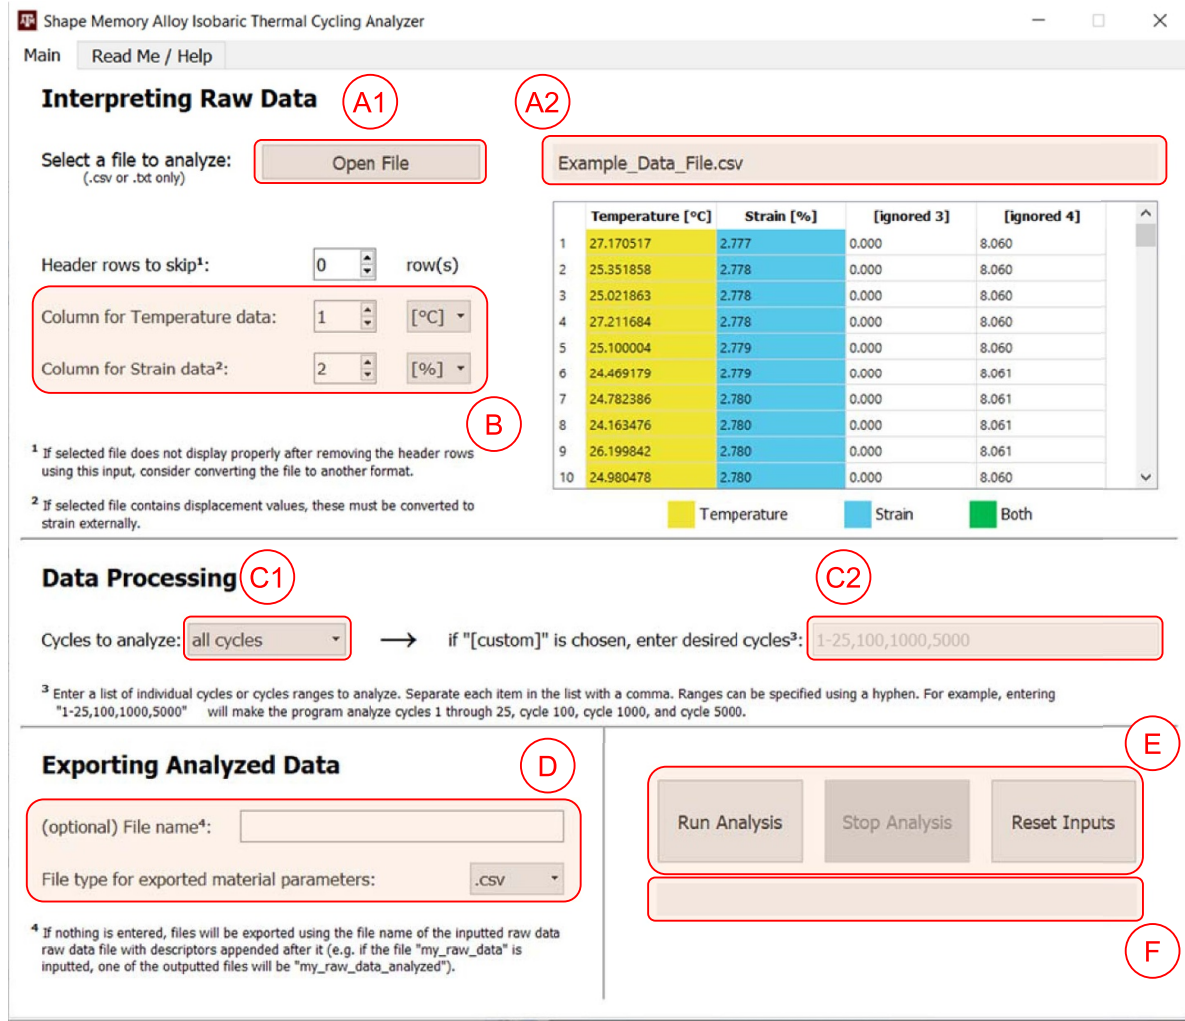 Shape Memory Alloy Isobaric Thermal Cycling Analyzer
Main Read Me / Help
Interpreting Raw Data A1 A2
Select a file to analyze: Open File Example_Data_File.csv
(.csv or .txt only)
Temperature [°C] Strain [%] [ignored 3] [ignored 4]
1 27.170517 2.777 0.000 8.060
Header rows to skip¹: 0 row(s)
2 25.351858 2.778 0.000 8.060
3 25.021863 2.778 0.000 8.060
Column for Temperature data: 1 [°C]
4 27.211684 2.778 0.000 8.060
5 25.100004 2.779 0.000 8.060
Column for Strain data²: 2 [%]
6 24.469179 2.779 0.000 8.061
7 24.782386 2.780 0.000 8.061
B
8 24.163476 2.780 0.000 8.060
9 26.199842 2.780 0.000 8.061
10 24.980478 2.780 0.000 8.060
¹ If selected file does not display properly after removing the header rows
using this input, consider converting the file to another format.
² If selected file contains displacement values, these must be converted to
strain externally.
Temperature Strain Both
Data Processing C1 C2
Cycles to analyze: all cycles → if "[custom]" is chosen, enter desired cycles³: 1-25,100,1000,5000
³ Enter a list of individual cycles or cycles ranges to analyze. Separate each item in the list with a comma. Ranges can be specified using a hyphen. For example, entering
"1-25,100,1000,5000" will make the program analyze cycles 1 through 25, cycle 100, cycle 1000, and cycle 5000.
Exporting Analyzed Data D E
(optional) File name⁴:
Run Analysis Stop Analysis Reset Inputs
File type for exported material parameters: .csv
⁴ If nothing is entered, files will be exported using the file name of the inputted raw data
raw data file with descriptors appended after it (e.g. if the file "my_raw_data" is
inputted, one of the outputted files will be "my_raw_data_analyzed").
F